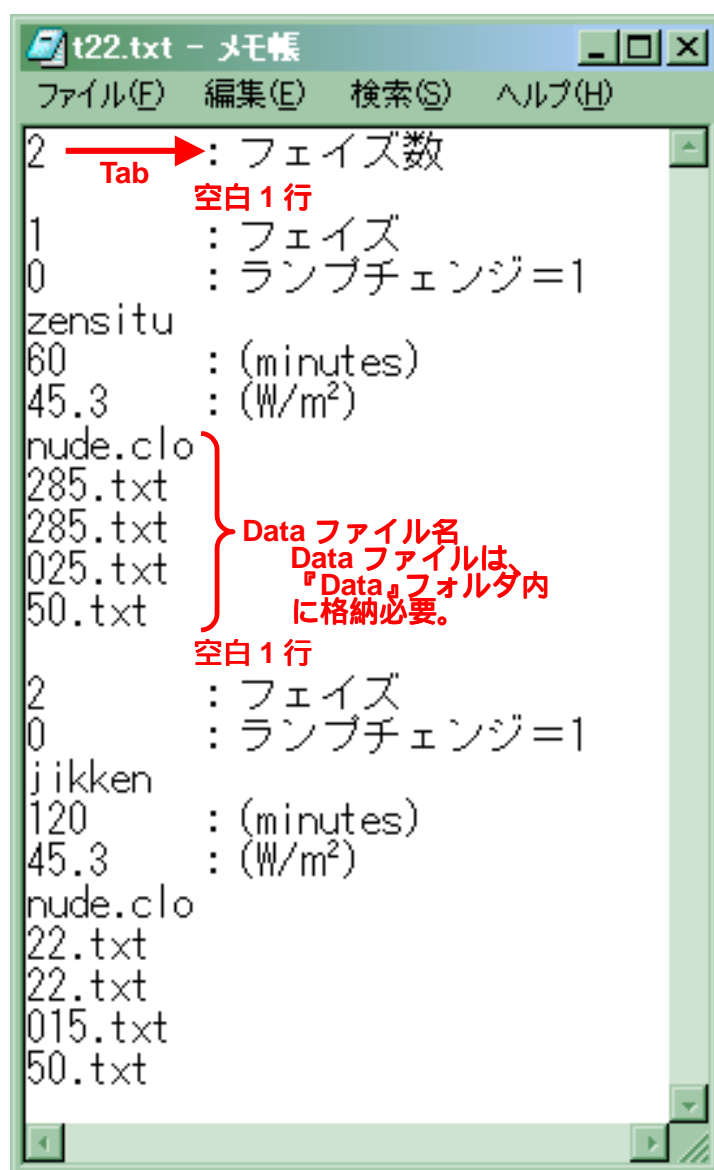 t22.txt - メモ帳
ファイル(F) 編集(E) 検索(S) ヘルプ(H)
2 : フェイズ数
Tab
空白1行
1 : フェイズ
0 : ランプチェンジ=1
zensitu
60 : (minutes)
45.3 : (W/m²)
nude.clo
285.txt
285.txt
025.txt
50.txt
Data ファイル名
Data ファイルは、
『Data』フォルダ内
に格納必要。
空白1行
2 : フェイズ
0 : ランプチェンジ=1
jikken
120 : (minutes)
45.3 : (W/m²)
nude.clo
22.txt
22.txt
015.txt
50.txt